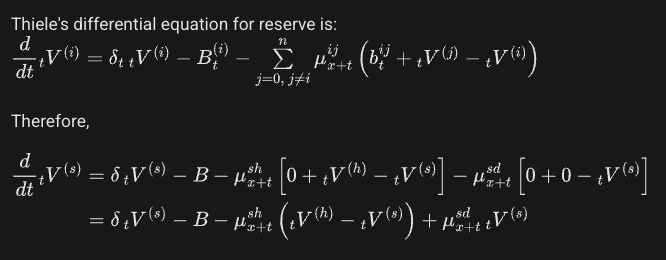 Thiele's differential equation for reserve is:
\frac{d}{dt} {}_tV^{(i)} = \delta_t \, {}_tV^{(i)} - B_t^{(i)} - \sum_{j=0, j \neq i}^{n} \mu_{x+t}^{ij} \left( b_t^{ij} + {}_tV^{(j)} - {}_tV^{(i)} \right)
Therefore,
\frac{d}{dt} {}_tV^{(s)} = \delta \, {}_tV^{(s)} - B - \mu_{x+t}^{sh} \left[ 0 + {}_tV^{(h)} - {}_tV^{(s)} \right] - \mu_{x+t}^{sd} \left[ 0 + 0 - {}_tV^{(s)} \right]
= \delta \, {}_tV^{(s)} - B - \mu_{x+t}^{sh} \left( {}_tV^{(h)} - {}_tV^{(s)} \right) + \mu_{x+t}^{sd} \, {}_tV^{(s)}